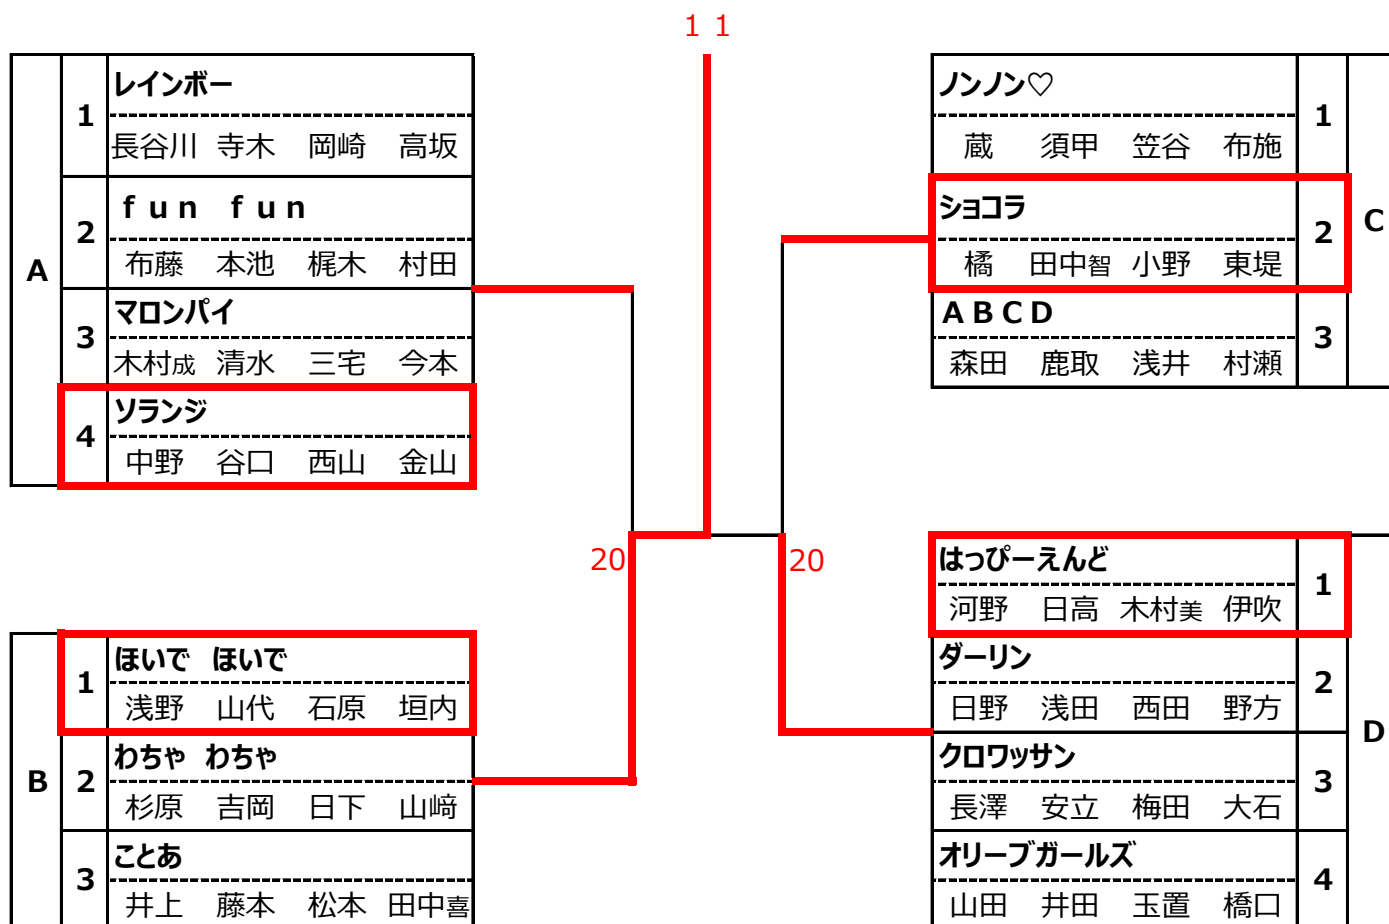 1 1
A
1
レインボー
長谷川 寺木 岡崎 高坂
2
ｆｕｎ ｆｕｎ
布藤 本池 梶木 村田
3
マロンパイ
木村成 清水 三宅 今本
4
ソランジ
中野 谷口 西山 金山
B
1
ほいで ほいで
浅野 山代 石原 垣内
2
わちゃ わちゃ
杉原 吉岡 日下 山﨑
3
ことあ
井上 藤本 松本 田中喜
20
20
C
ノンノン♡
1
蔵 須甲 笠谷 布施
ショコラ
2
橘 田中智 小野 東堤
ＡＢＣＤ
3
森田 鹿取 浅井 村瀬
D
はっぴーえんど
1
河野 日高 木村美 伊吹
ダーリン
2
日野 浅田 西田 野方
クロワッサン
3
長澤 安立 梅田 大石
オリーブガールズ
4
山田 井田 玉置 橋口